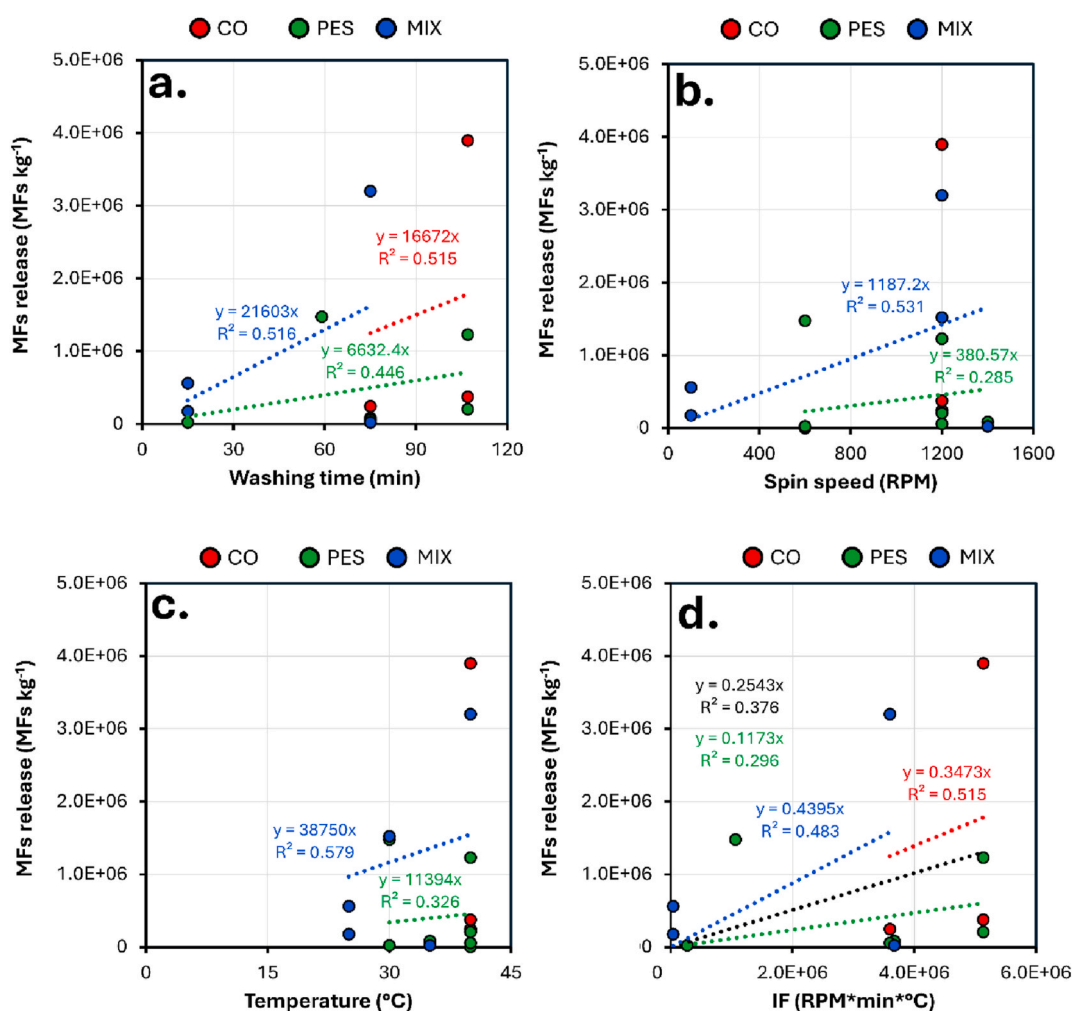 CO PES MIX
a.
MFs release (MFs kg⁻¹)
5.0E+06
4.0E+06
3.0E+06
2.0E+06
1.0E+06
0
y = 16672x
R² = 0.515
y = 21603x
R² = 0.516
y = 6632.4x
R² = 0.446
0 30 60 90 120
Washing time (min)
CO PES MIX
b.
MFs release (MFs kg⁻¹)
5.0E+06
4.0E+06
3.0E+06
2.0E+06
1.0E+06
0
y = 1187.2x
R² = 0.531
y = 380.57x
R² = 0.285
0 400 800 1200 1600
Spin speed (RPM)
CO PES MIX
c.
MFs release (MFs kg⁻¹)
5.0E+06
4.0E+06
3.0E+06
2.0E+06
1.0E+06
0
y = 38750x
R² = 0.579
y = 11394x
R² = 0.326
0 15 30 45
Temperature (ºC)
CO PES MIX
d.
MFs release (MFs kg⁻¹)
5.0E+06
4.0E+06
3.0E+06
2.0E+06
1.0E+06
0
y = 0.2543x
R² = 0.376
y = 0.1173x
R² = 0.296
y = 0.3473x
R² = 0.515
y = 0.4395x
R² = 0.483
0 2.0E+06 4.0E+06 6.0E+06
IF (RPM*min*ºC)